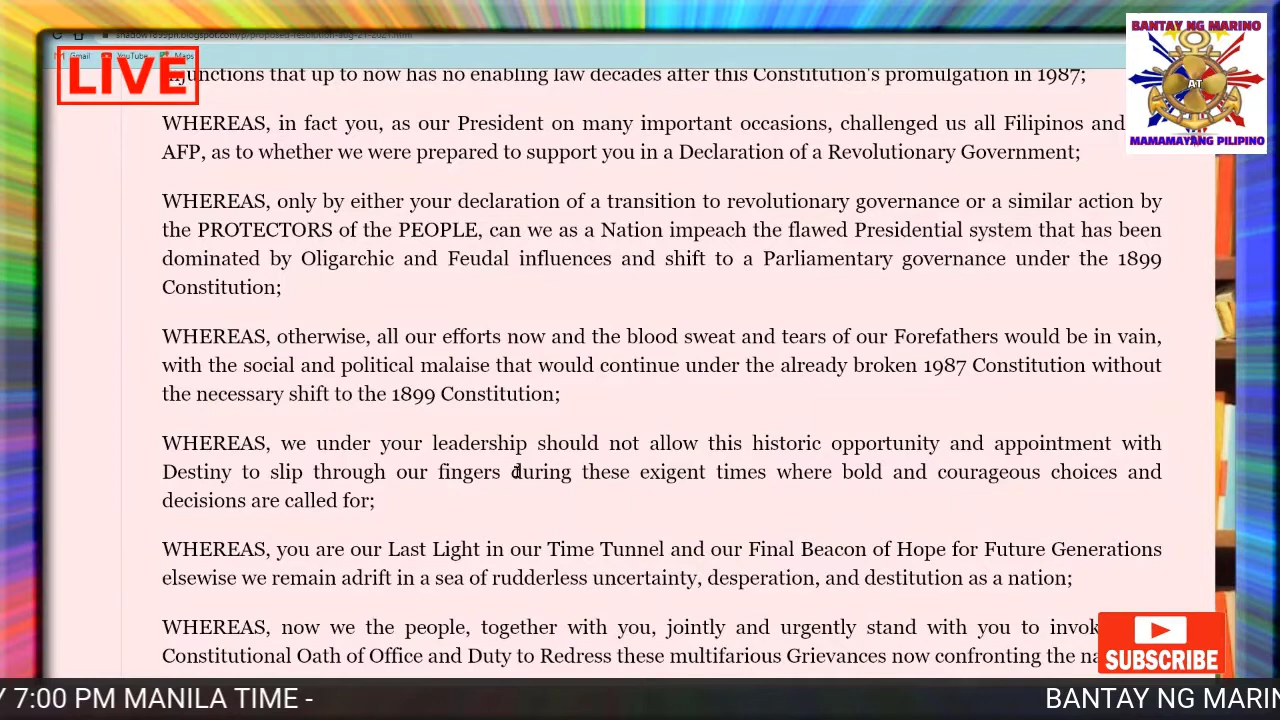 Gmail YouTube Maps
LIVE
junctions that up to now has no enabling law decades after this Constitution's promulgation in 1987;
WHEREAS, in fact you, as our President on many important occasions, challenged us all Filipinos and
AFP, as to whether we were prepared to support you in a Declaration of a Revolutionary Government;
WHEREAS, only by either your declaration of a transition to revolutionary governance or a similar action by
the PROTECTORS of the PEOPLE, can we as a Nation impeach the flawed Presidential system that has been
dominated by Oligarchic and Feudal influences and shift to a Parliamentary governance under the 1899
Constitution;
WHEREAS, otherwise, all our efforts now and the blood sweat and tears of our Forefathers would be in vain,
with the social and political malaise that would continue under the already broken 1987 Constitution without
the necessary shift to the 1899 Constitution;
WHEREAS, we under your leadership should not allow this historic opportunity and appointment with
Destiny to slip through our fingers during these exigent times where bold and courageous choices and
decisions are called for;
WHEREAS, you are our Last Light in our Time Tunnel and our Final Beacon of Hope for Future Generations
elsewise we remain adrift in a sea of rudderless uncertainty, desperation, and destitution as a nation;
WHEREAS, now we the people, together with you, jointly and urgently stand with you to invok
Constitutional Oath of Office and Duty to Redress these multifarious Grievances now confronting the na
BANTAY NG MARINO
AT
MAMAMAYANG PILIPINO
SUBSCRIBE
Y 7:00 PM MANILA TIME -
BANTAY NG MARIN